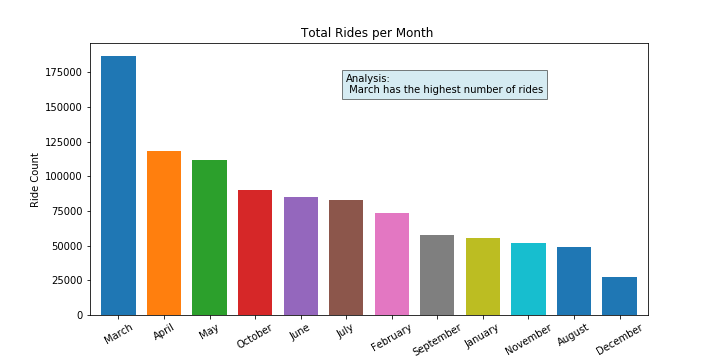 Total Rides per Month
Analysis:
March has the highest number of rides
Ride Count
175000
150000
125000
100000
75000
50000
25000
0
March
April
May
October
June
July
February
September
January
November
August
December